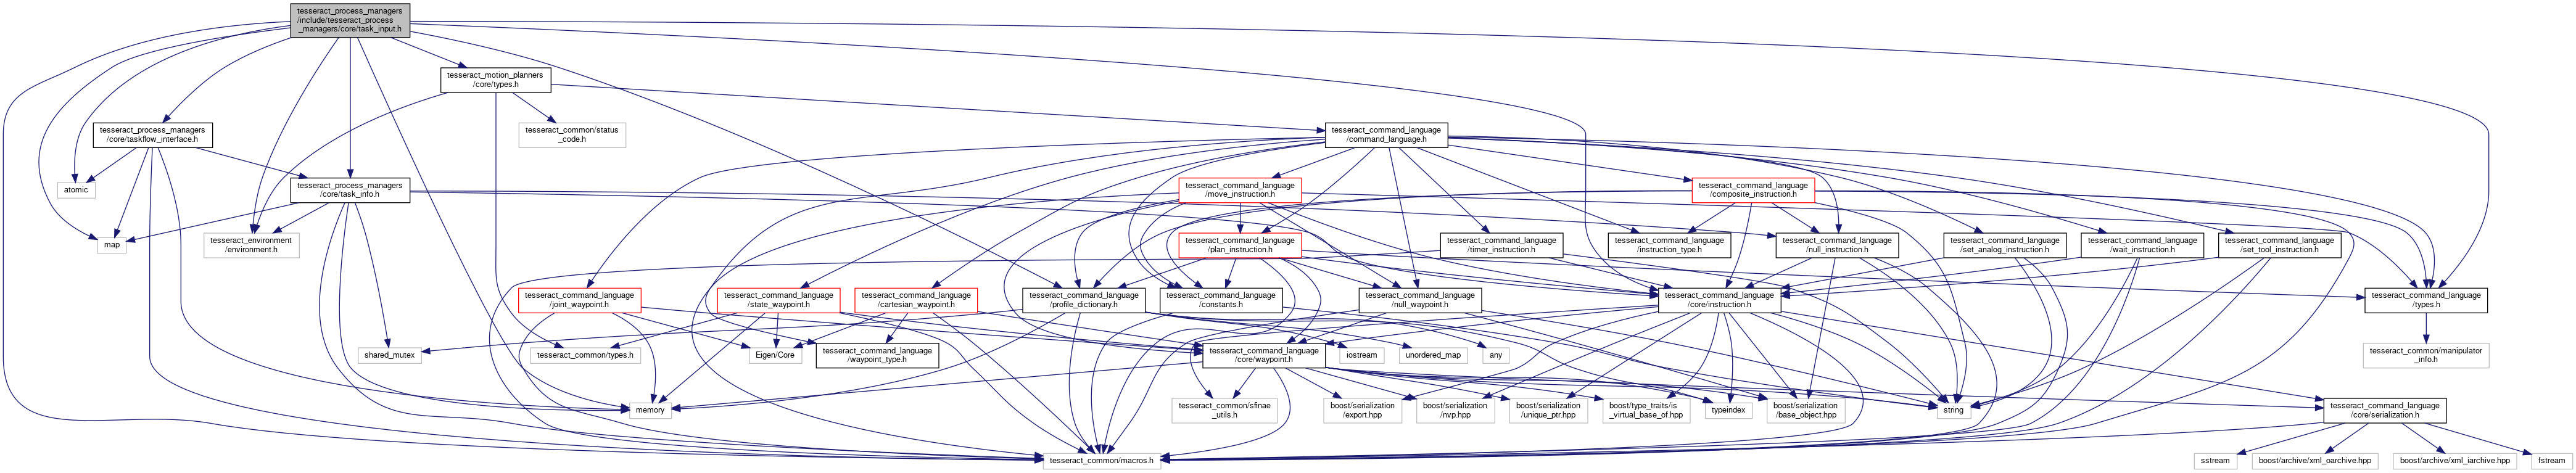 tesseract_process_managers
/include/tesseract_process
_managers/core/task_input.h
tesseract_motion_planners
/core/types.h
tesseract_process_managers
/core/taskflow_interface.h
tesseract_common/status
_code.h
tesseract_command_language
/command_language.h
atomic
tesseract_process_managers
/core/task_info.h
tesseract_command_language
/move_instruction.h
tesseract_command_language
/composite_instruction.h
map
tesseract_environment
/environment.h
tesseract_command_language
/plan_instruction.h
tesseract_command_language
/timer_instruction.h
tesseract_command_language
/instruction_type.h
tesseract_command_language
/null_instruction.h
tesseract_command_language
/set_analog_instruction.h
tesseract_command_language
/wait_instruction.h
tesseract_command_language
/set_tool_instruction.h
tesseract_command_language
/joint_waypoint.h
tesseract_command_language
/state_waypoint.h
tesseract_command_language
/cartesian_waypoint.h
tesseract_command_language
/profile_dictionary.h
tesseract_command_language
/constants.h
tesseract_command_language
/null_waypoint.h
tesseract_command_language
/core/instruction.h
tesseract_command_language
/types.h
shared_mutex
tesseract_common/types.h
Eigen/Core
tesseract_command_language
/waypoint_type.h
tesseract_command_language
/core/waypoint.h
iostream
unordered_map
any
tesseract_common/manipulator
_info.h
memory
tesseract_common/sfinae
_utils.h
boost/serialization
/export.hpp
boost/serialization
/nvp.hpp
boost/serialization
/unique_ptr.hpp
boost/type_traits/is
_virtual_base_of.hpp
typeindex
boost/serialization
/base_object.hpp
string
tesseract_command_language
/core/serialization.h
tesseract_common/macros.h
sstream
boost/archive/xml_oarchive.hpp
boost/archive/xml_iarchive.hpp
fstream